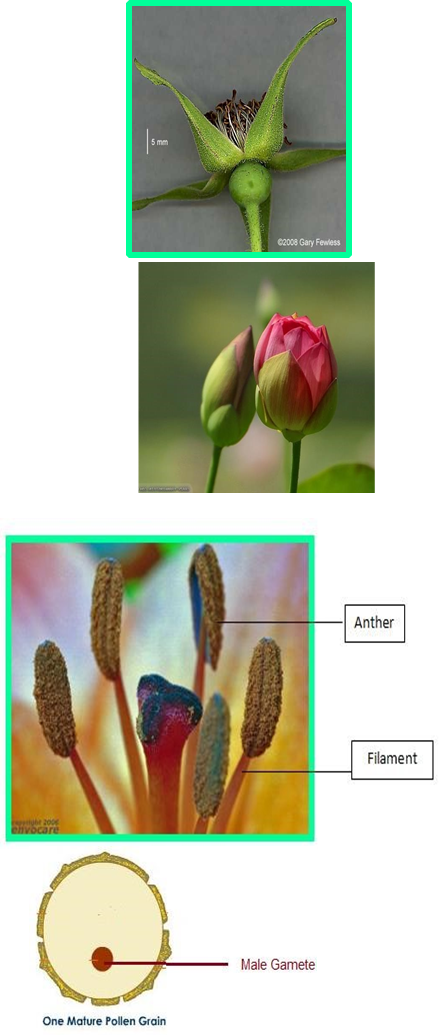 5 mm
©2008 Gary Fewless
Anther
Filament
copyright 2006
envocare
Male Gamete
One Mature Pollen Grain